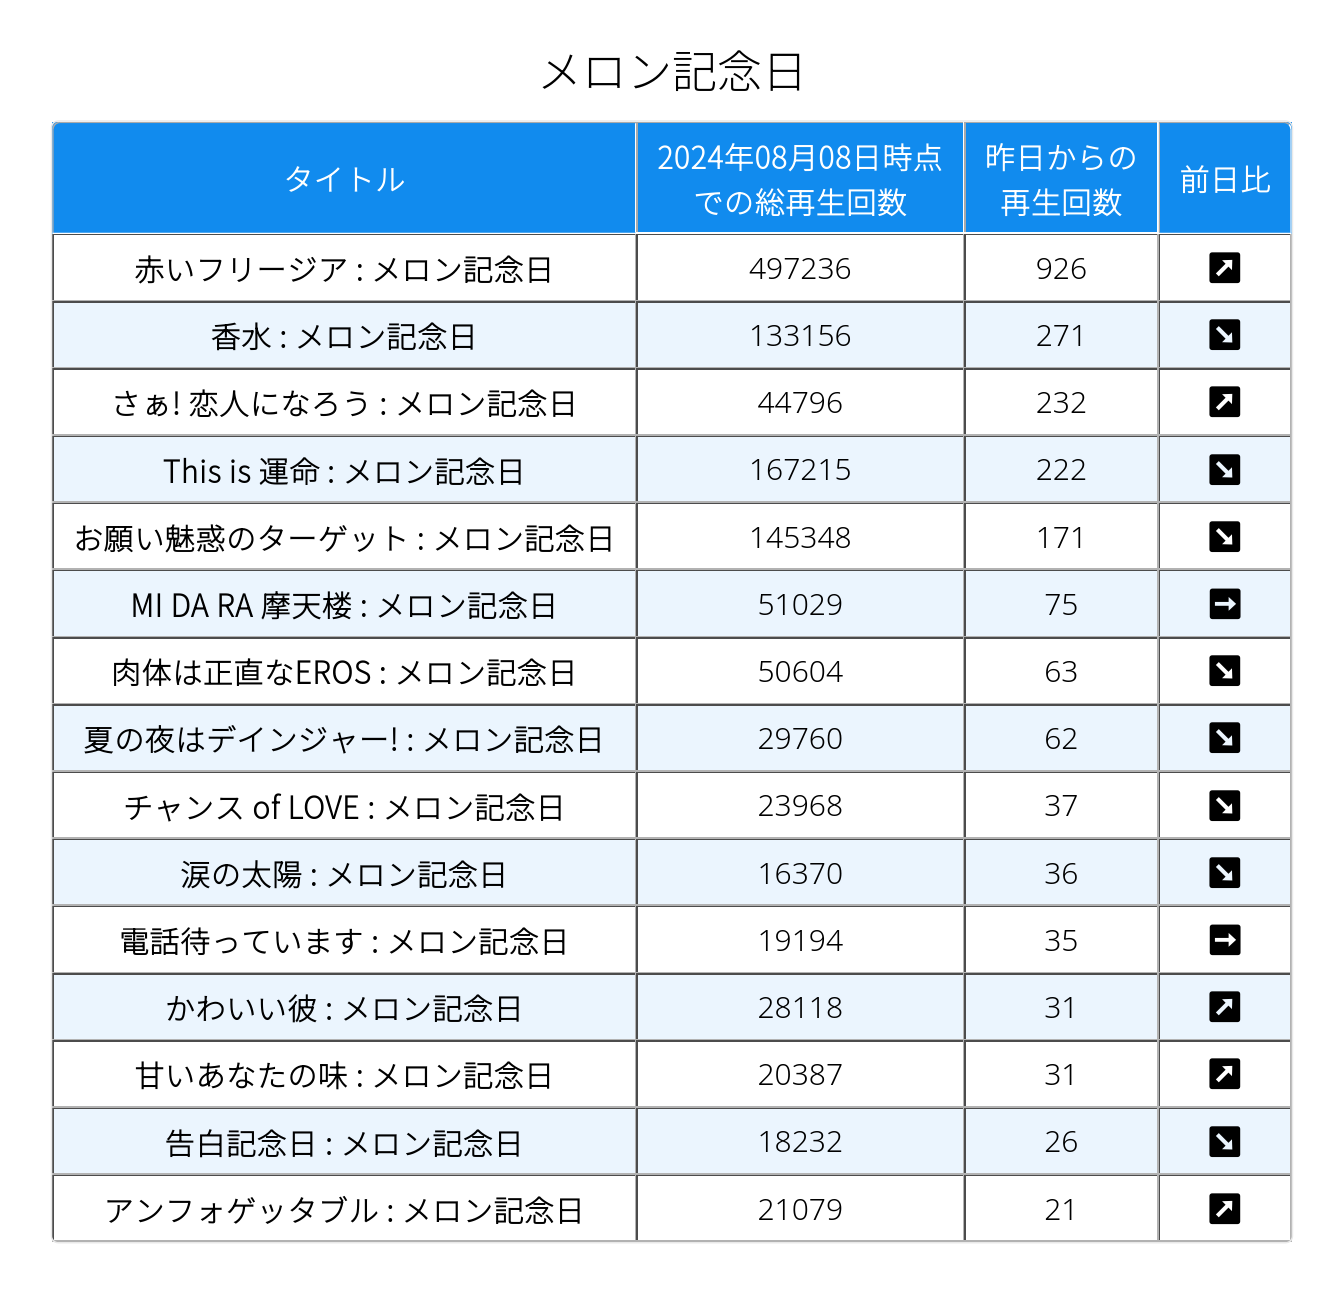 メロン記念日
タイトル 2024年08月08日時点 での総再生回数 昨日からの 再生回数 前日比
赤いフリージア : メロン記念日 497236 926 ↗
香水 : メロン記念日 133156 271 ↘
さぁ! 恋人になろう : メロン記念日 44796 232 ↗
This is 運命 : メロン記念日 167215 222 ↘
お願い魅惑のターゲット : メロン記念日 145348 171 ↘
MI DA RA 摩天楼 : メロン記念日 51029 75 →
肉体は正直なEROS : メロン記念日 50604 63 ↘
夏の夜はデインジャー! : メロン記念日 29760 62 ↘
チャンス of LOVE : メロン記念日 23968 37 ↘
涙の太陽 : メロン記念日 16370 36 ↘
電話待っています : メロン記念日 19194 35 →
かわいい彼 : メロン記念日 28118 31 ↗
甘いあなたの味 : メロン記念日 20387 31 ↗
告白記念日 : メロン記念日 18232 26 ↘
アンフォゲッタブル : メロン記念日 21079 21 ↗